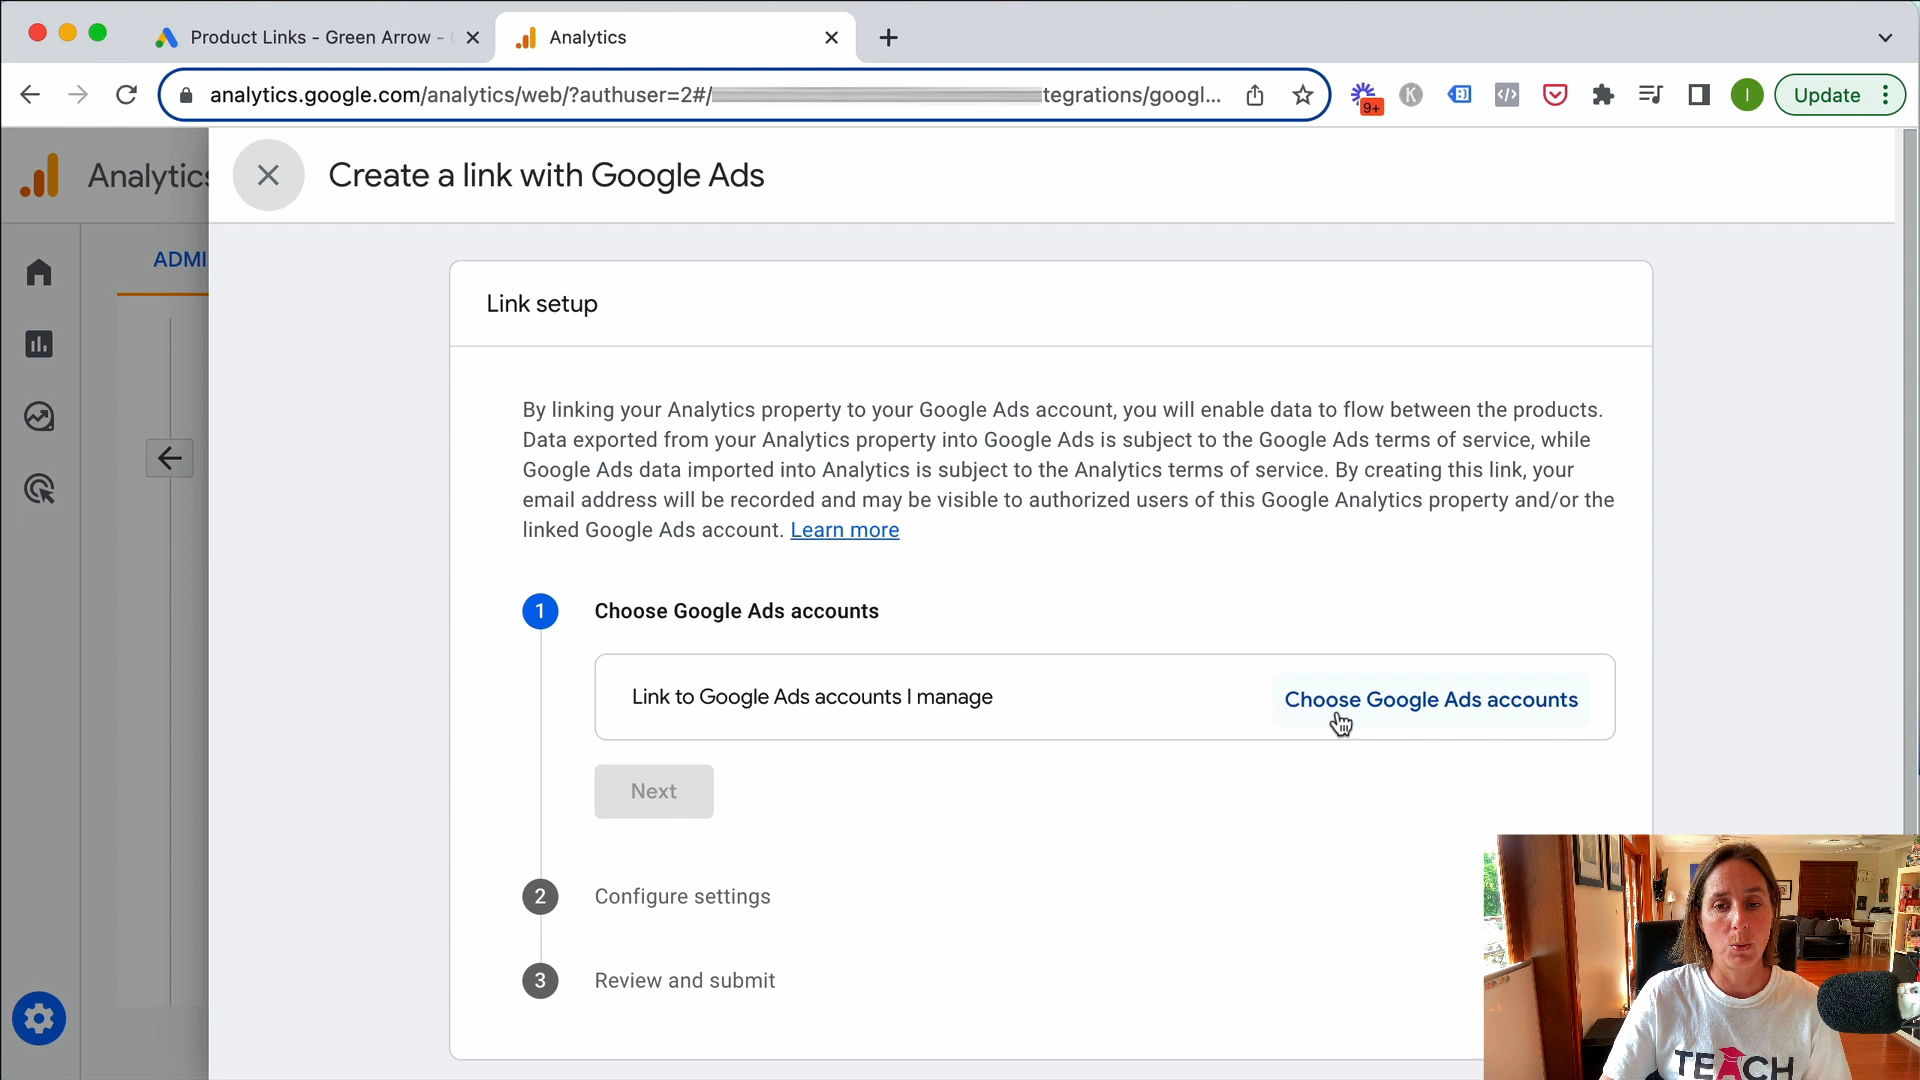 Product Links - Green Arrow -
Analytics
analytics.google.com/analytics/web/?authuser=2#/
tegrations/googl...
9+
K
I
Update
Analytics
Create a link with Google Ads
ADMI
Link setup
By linking your Analytics property to your Google Ads account, you will enable data to flow between the products.
Data exported from your Analytics property into Google Ads is subject to the Google Ads terms of service, while
Google Ads data imported into Analytics is subject to the Analytics terms of service. By creating this link, your
email address will be recorded and may be visible to authorized users of this Google Analytics property and/or the
linked Google Ads account. Learn more
1 Choose Google Ads accounts
Link to Google Ads accounts I manage
Choose Google Ads accounts
Next
2 Configure settings
3 Review and submit
TEACH